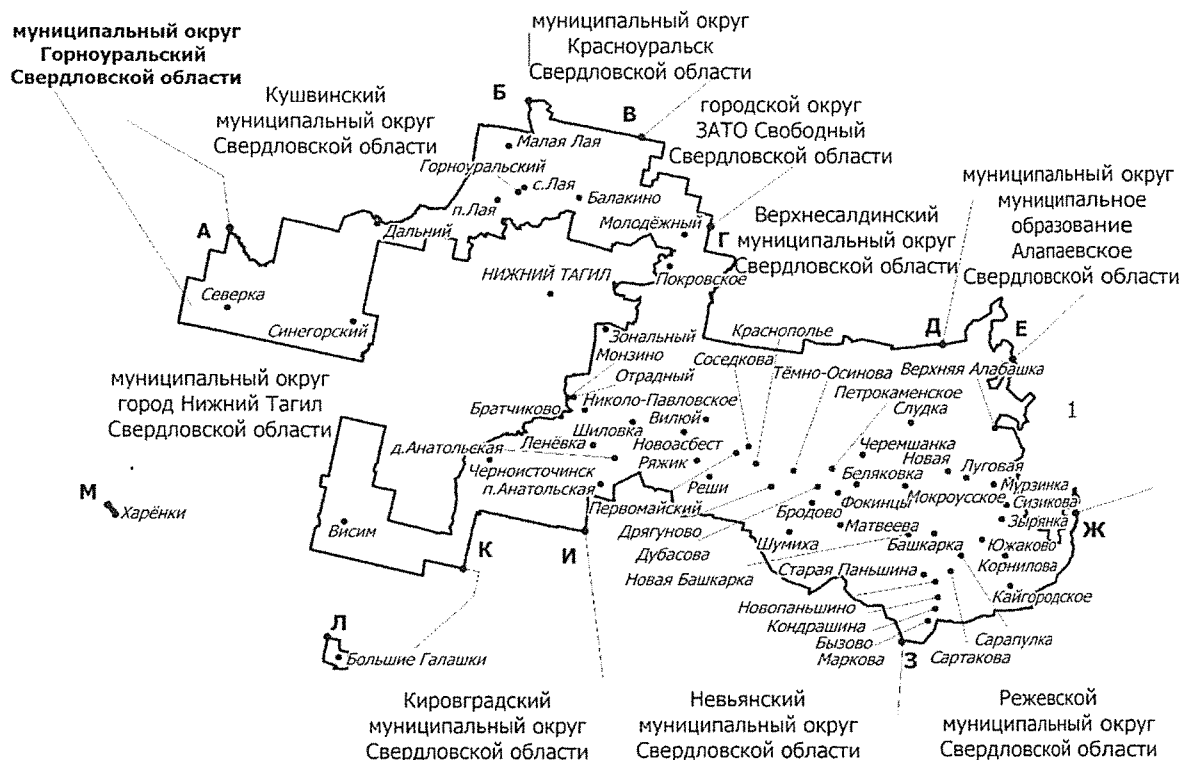 муниципальный округ
Горноуральский
Свердловской области
Кушвинский
муниципальный округ
Свердловской области
муниципальный округ
Красноуральск
Свердловской области
городской округ
ЗАТО Свободный
Свердловской области
Верхнесалдинский
муниципальный округ
Свердловской области
муниципальный округ
муниципальное
образование
Алапаевское
Свердловской области
Б
В
Малая Лая
Горноуральский
с.Лая
п.Лая
Балакино
Молодёжный
А
Дальний
Г
НИЖНИЙ ТАГИЛ
Покровское
Северка
Синегорский
Зональный
Монзино
Краснополье
Д
Е
Соседкова
Отрадный
Тёмно-Осинова
Верхняя Алабашка
муниципальный округ
город Нижний Тагил
Свердловской области
Братчиково
Николо-Павловское
Петрокаменское
Слудка
1
Вилюй
Шиловка
Ленёвка
Новоасбест
Черемшанка
д.Анатольская
Новая
Ряжик
Луговая
Черноисточинск
Беляковка
Мурзинка
п.Анатольская
Реши
Мокроусское
Сизикова
М
Харёнки
Первомайский
Бродово
Фокинцы
Зырянка
Ж
Висим
Дрягуново
Матвеева
Дубасова
Шумиха
Башкарка
Южаково
К
И
Новая Башкарка
Старая Паньшина
Корнилова
Новопаньшино
Кайгородское
Кондрашина
Л
Бызово
Сарапулка
Большие Галашки
Маркова
З
Сартакова
Кировградский
муниципальный округ
Свердловской области
Невьянский
муниципальный округ
Свердловской области
Режевской
муниципальный округ
Свердловской области